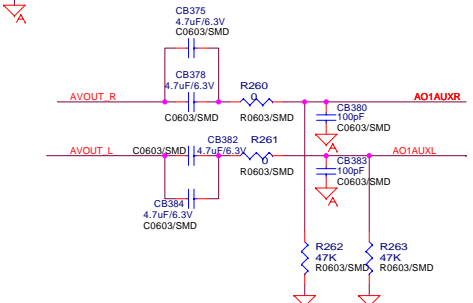 A
CB375
4.7uF/6.3V
C0603/SMD
CB378
4.7uF/6.3V
R260
AVOUT_R
0
AO1AUXR
C0603/SMD
R0603/SMD
CB380
100pF
C0603/SMD
A
CB382
R261
AVOUT_L
C0603/SMD
4.7uF/6.3V
0
AO1AUXL
R0603/SMD
CB383
100pF
C0603/SMD
A
CB384
4.7uF/6.3V
C0603/SMD
R262
47K
R0603/SMD
R263
47K
R0603/SMD